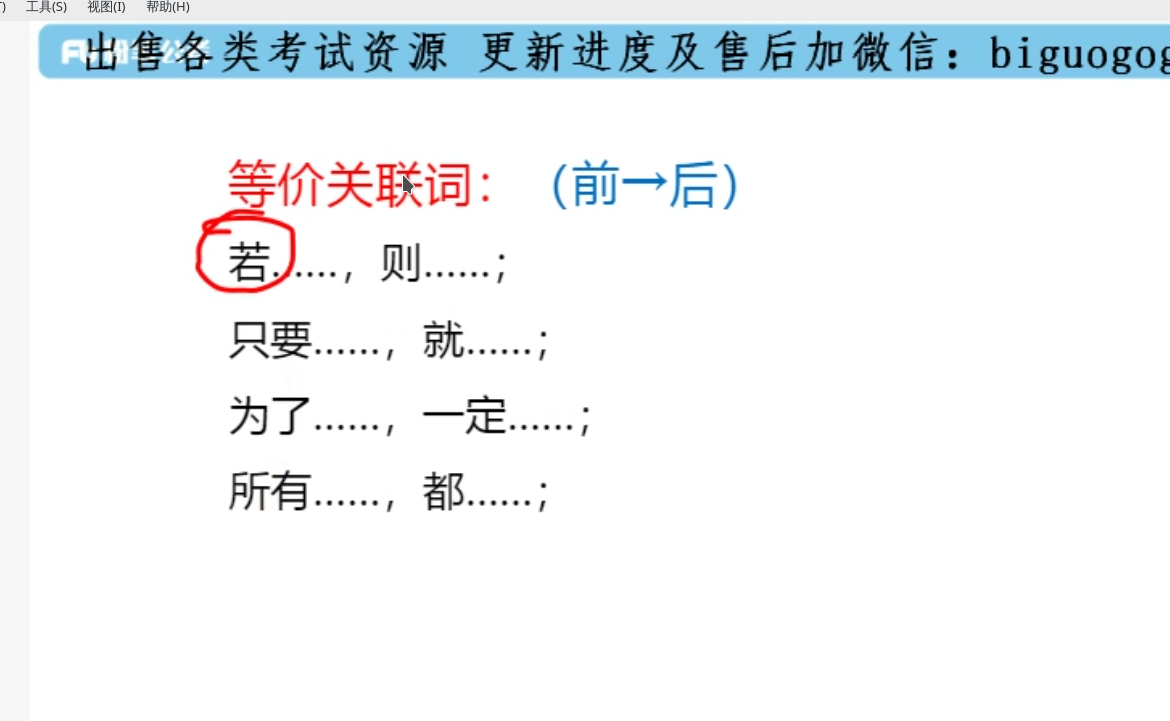 工具(S) 视图(I) 帮助(H)
出售各类考试资源 更新进度及售后加微信：biguogog
等价关联词：（前→后）
若……，则……；
只要……，就……；
为了……，一定……；
所有……，都……；